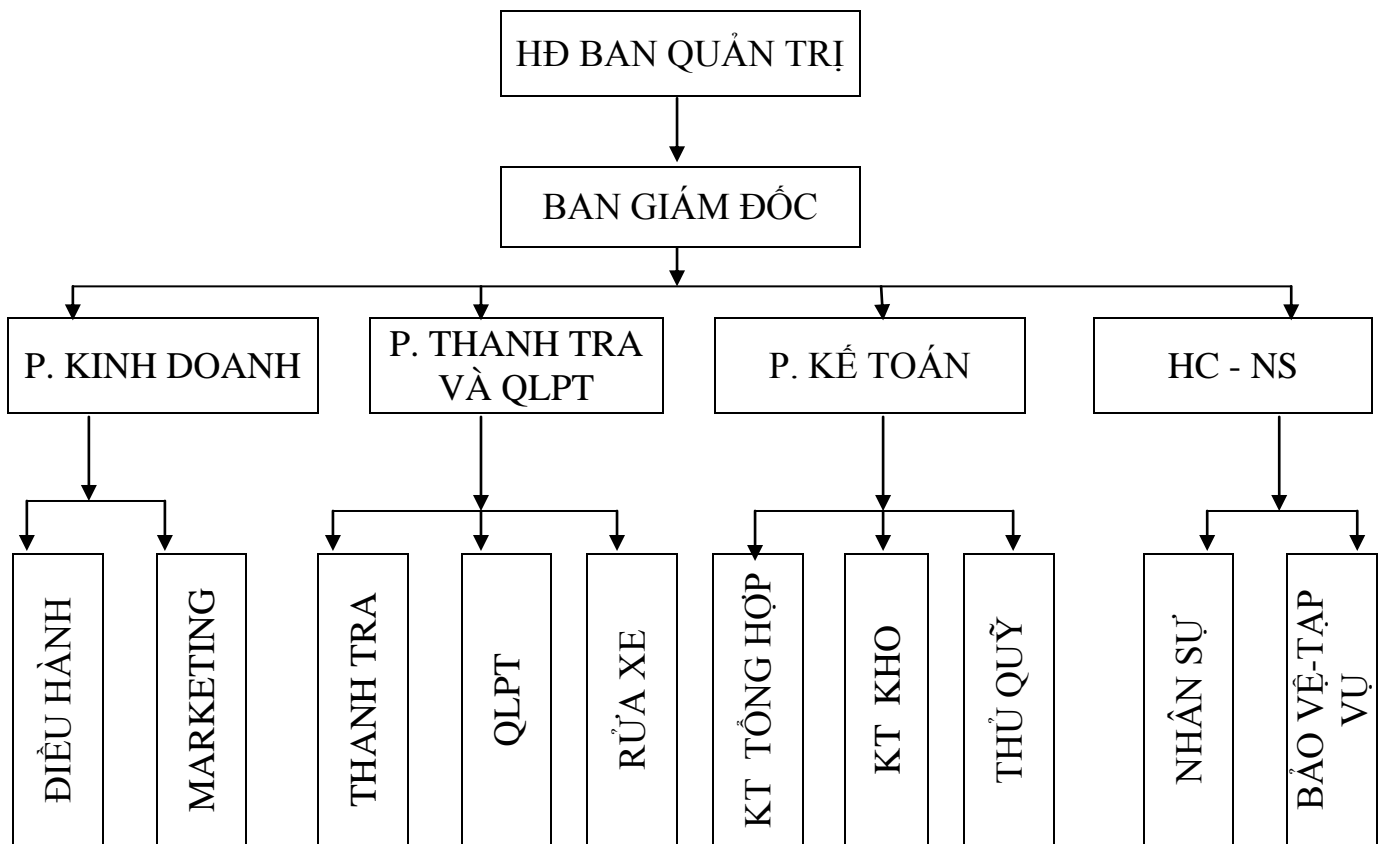 HĐ BAN QUẢN TRỊ
BAN GIÁM ĐỐC
P. KINH DOANH
P. THANH TRA
VÀ QLPT
P. KẾ TOÁN
HC - NS
ĐIỀU HÀNH
MARKETING
THANH TRA
QLPT
RỬA XE
KT TỔNG HỢP
KT KHO
THỦ QUỸ
NHÂN SỰ
BẢO VỆ-TẠP
VỤ